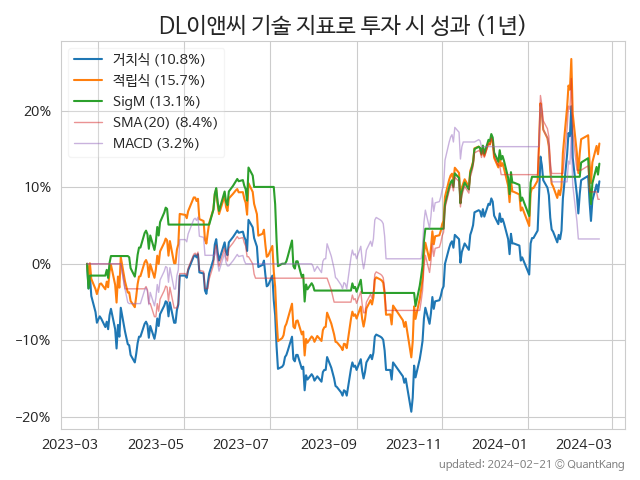 DL이앤씨 기술 지표로 투자 시 성과 (1년)
거치식 (10.8%)
적립식 (15.7%)
SigM (13.1%)
SMA(20) (8.4%)
MACD (3.2%)
20%
10%
0%
−10%
−20%
2023-03 2023-05 2023-07 2023-09 2023-11 2024-01 2024-03
updated: 2024-02-21 © QuantKang